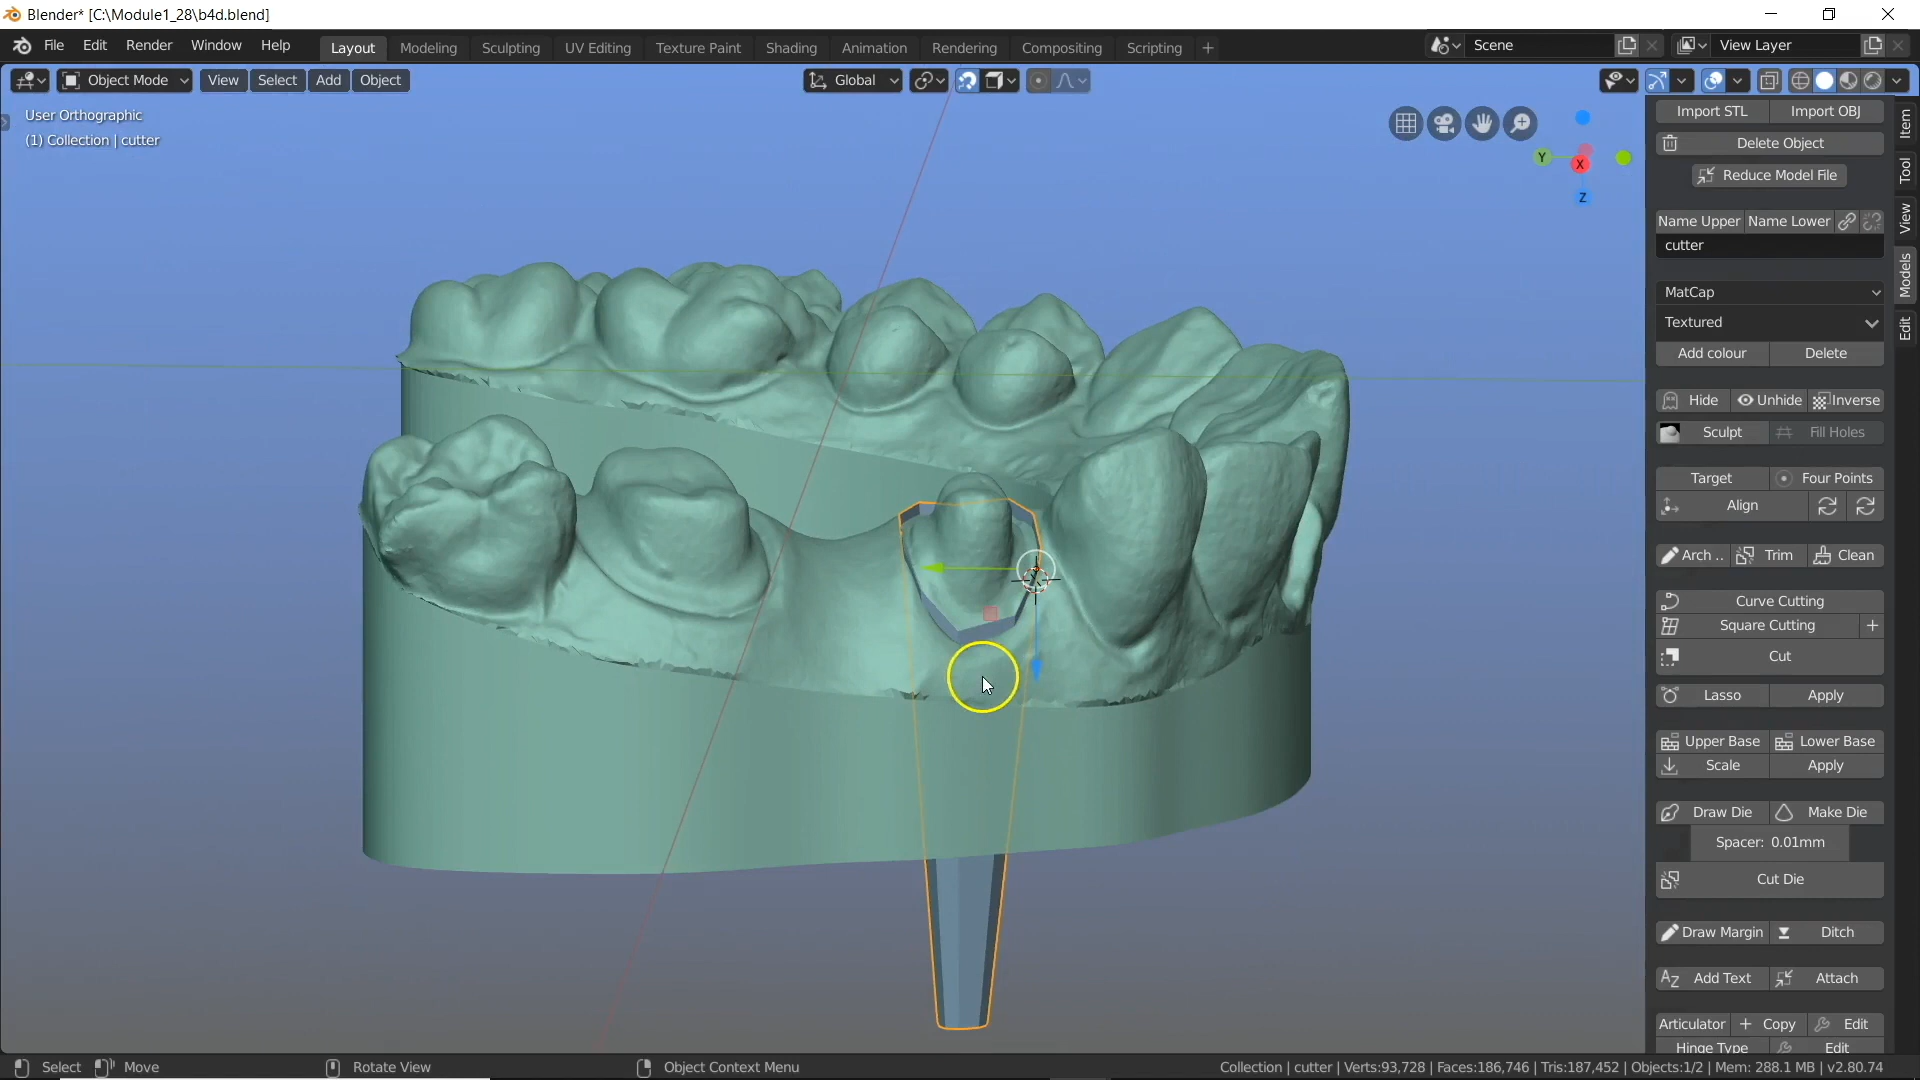 Blender* [C:\Module1_28\b4d.blend]
File Edit Render Window Help Layout Modeling Sculpting UV Editing Texture Paint Shading Animation Rendering Compositing Scripting + Scene View Layer
Object Mode View Select Add Object Global
User Orthographic
(1) Collection | cutter
Y X Z
Import STL Import OBJ
Delete Object
Reduce Model File
Name Upper Name Lower
cutter
MatCap
Textured
Add colour Delete
Hide Unhide Inverse
Sculpt Fill Holes
Target Four Points
Align
Arch .. Trim Clean
Curve Cutting
Square Cutting +
Cut
Lasso Apply
Upper Base Lower Base
Scale Apply
Draw Die Make Die
Spacer: 0.01mm
Cut Die
Draw Margin Ditch
AZ Add Text Attach
Articulator + Copy Edit
Hinge Type Edit
Item
Tool
View
Models
Edit
Select Move Rotate View Object Context Menu Collection | cutter | Verts:93,728 | Faces:186,746 | Tris:187,452 | Objects:1/2 | Mem: 288.1 MB | v2.80.74